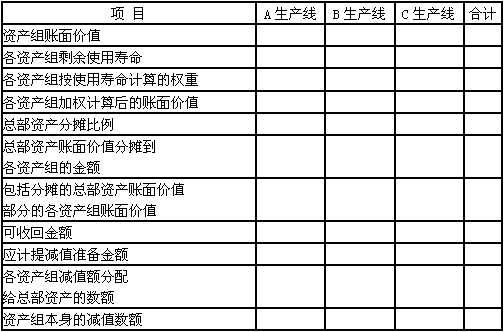 项 目 A生产线 B生产线 C生产线 合计
资产组账面价值
各资产组剩余使用寿命
各资产组按使用寿命计算的权重
各资产组加权计算后的账面价值
总部资产分摊比例
总部资产账面价值分摊到
各资产组的金额
包括分摊的总部资产账面价值
部分的各资产组账面价值
可收回金额
应计提减值准备金额
各资产组减值额分配
给总部资产的数额
资产组本身的减值数额